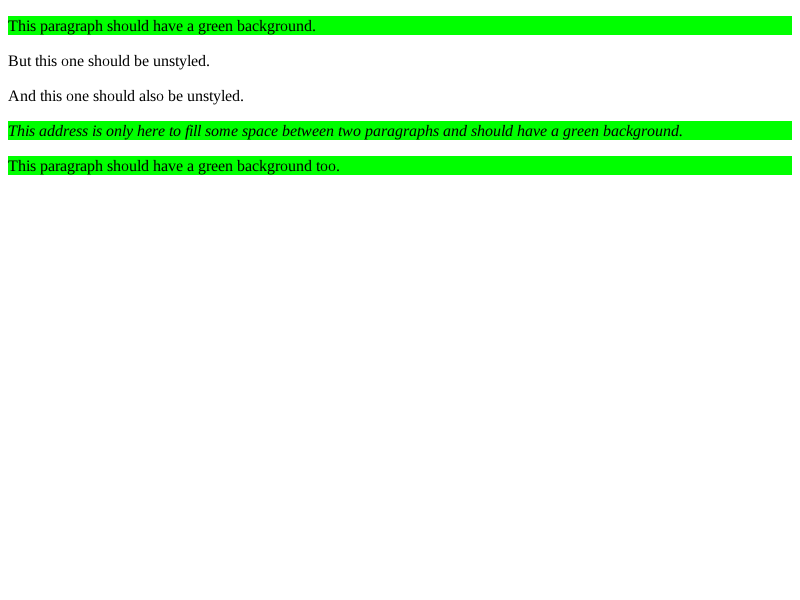 This paragraph should have a green background.
But this one should be unstyled.
And this one should also be unstyled.
This address is only here to fill some space between two paragraphs and should have a green background.
This paragraph should have a green background too.